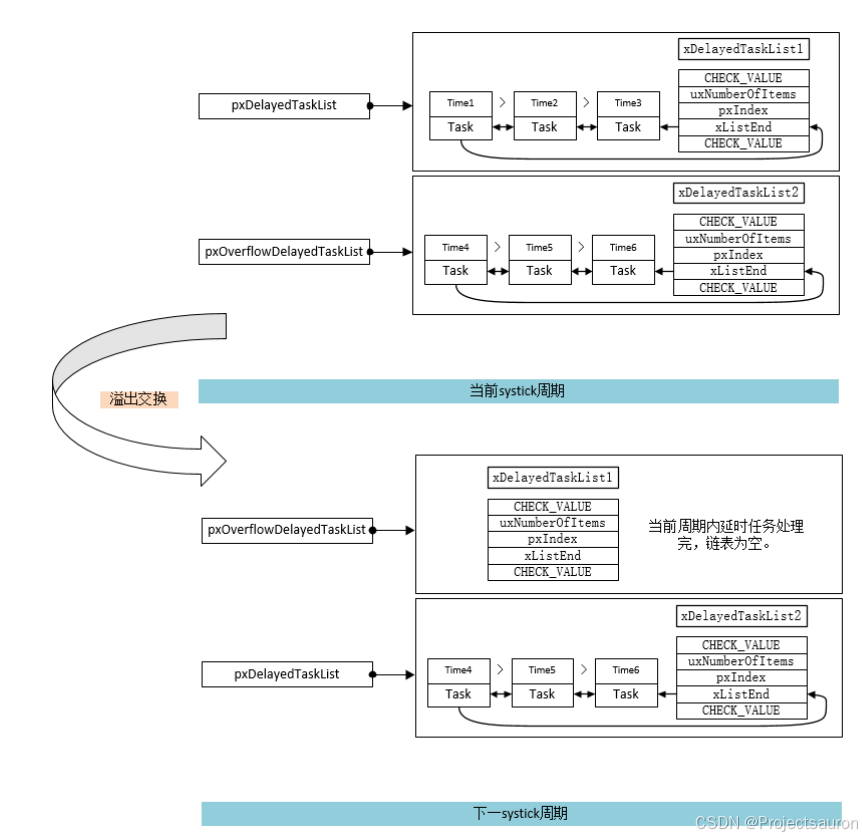 xDelayedTaskList1
CHECK_VALUE
uxNumberOfItems
pxIndex
xListEnd
CHECK_VALUE
pxDelayedTaskList
Time1 > Time2 > Time3
Task Task Task
xDelayedTaskList2
CHECK_VALUE
uxNumberOfItems
pxIndex
xListEnd
CHECK_VALUE
pxOverflowDelayedTaskList
Time4 > Time5 > Time6
Task Task Task
溢出交换
当前systick周期
xDelayedTaskList1
CHECK_VALUE
uxNumberOfItems
pxIndex
xListEnd
CHECK_VALUE
pxOverflowDelayedTaskList
当前周期内延时任务处理
完，链表为空。
xDelayedTaskList2
CHECK_VALUE
uxNumberOfItems
pxIndex
xListEnd
CHECK_VALUE
pxDelayedTaskList
Time4 > Time5 > Time6
Task Task Task
下一systick周期
CSDN @Projectsauron